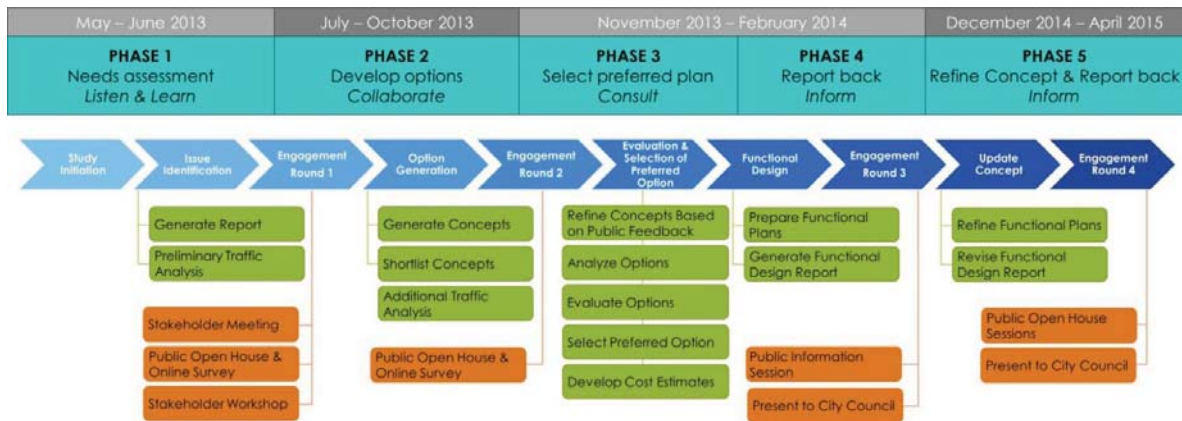 May – June 2013
July – October 2013
November 2013 – February 2014
December 2014 – April 2015
PHASE 1
Needs assessment
Listen & Learn
PHASE 2
Develop options
Collaborate
PHASE 3
Select preferred plan
Consult
PHASE 4
Report back
Inform
PHASE 5
Refine Concept & Report back
Inform
Study
Initiation
Issue
Identification
Engagement
Round 1
Option
Generation
Engagement
Round 2
Evaluation &
Selection of
Preferred
Option
Functional
Design
Engagement
Round 3
Update
Concept
Engagement
Round 4
Generate Report
Preliminary Traffic
Analysis
Stakeholder Meeting
Public Open House &
Online Survey
Stakeholder Workshop
Generate Concepts
Shortlist Concepts
Additional Traffic
Analysis
Public Open House &
Online Survey
Refine Concepts Based
on Public Feedback
Analyze Options
Evaluate Options
Select Preferred Option
Develop Cost Estimates
Prepare Functional
Plans
Generate Functional
Design Report
Public Information
Session
Present to City Council
Refine Functional Plans
Revise Functional
Design Report
Public Open House
Sessions
Present to City Council